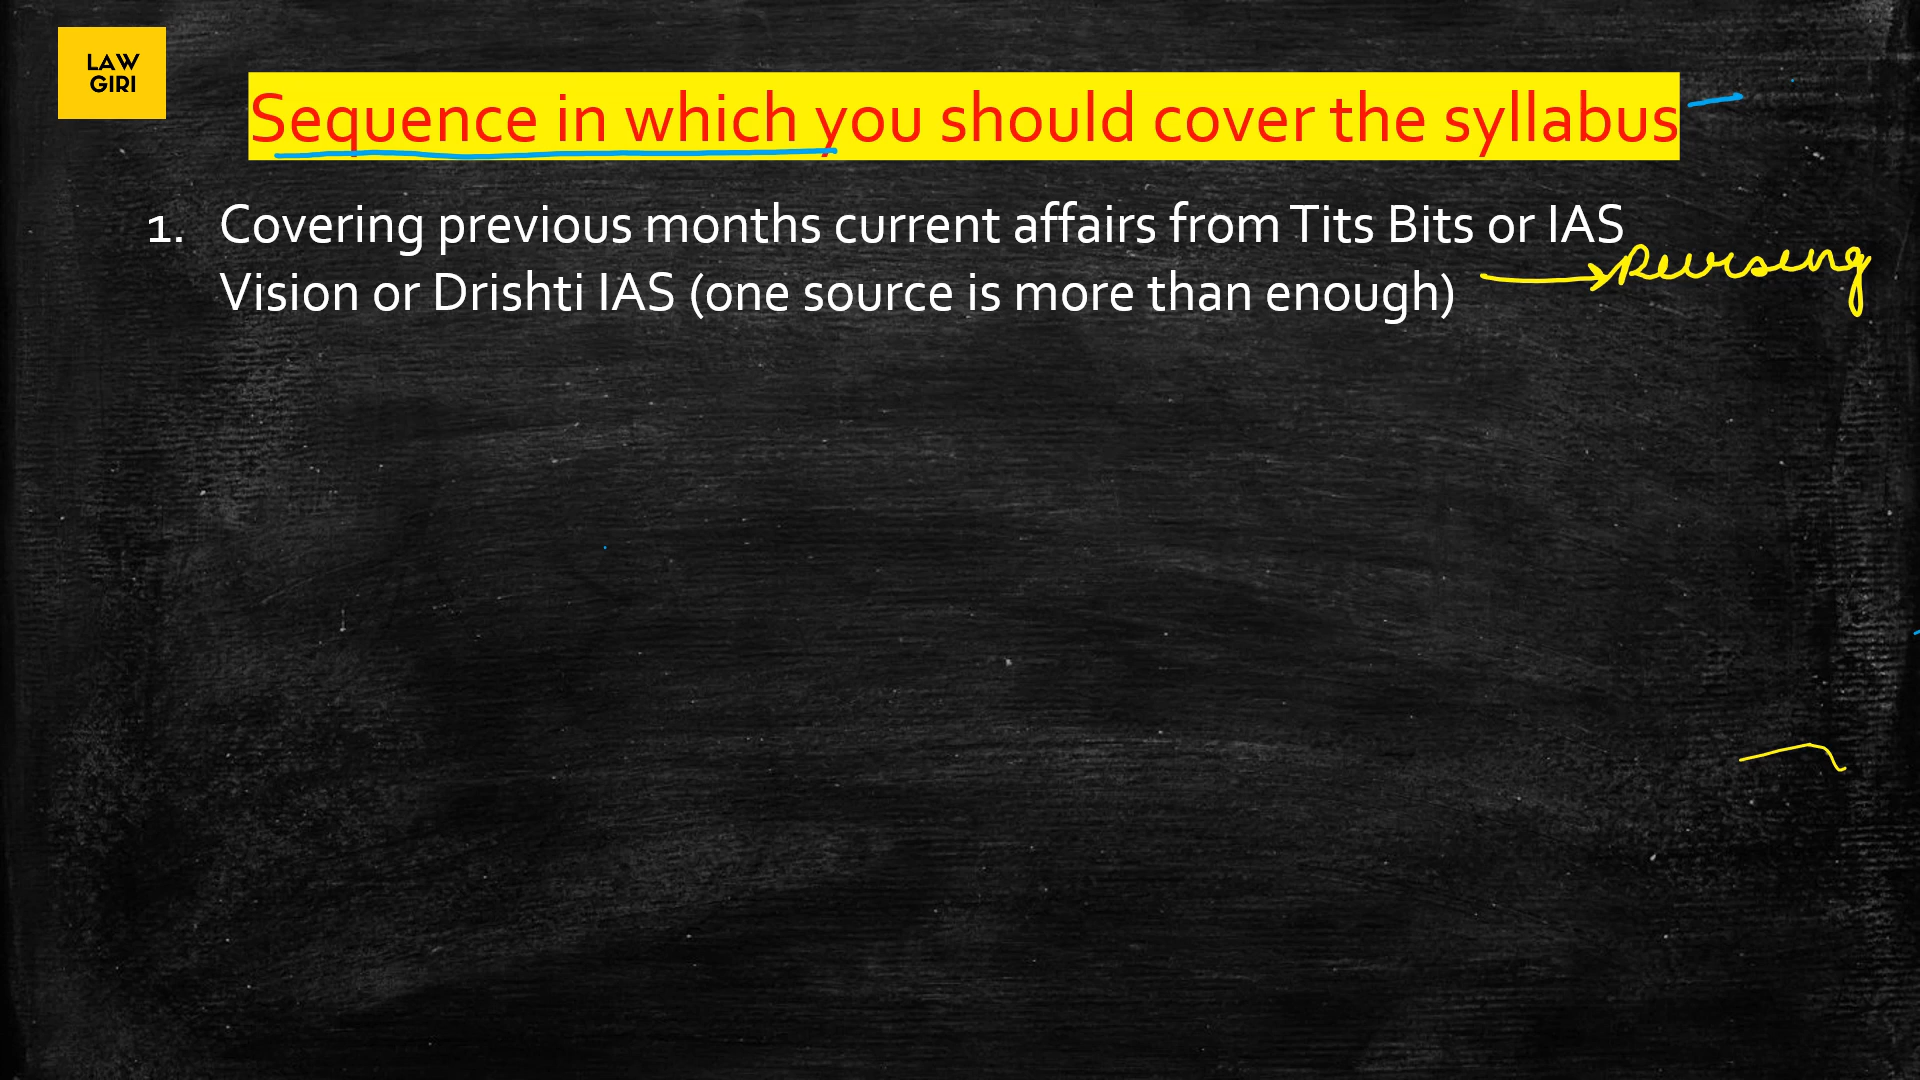 LAW
GIRI
Sequence in which you should cover the syllabus
1. Covering previous months current affairs from Tits Bits or IAS
Vision or Drishti IAS (one source is more than enough)
Revising